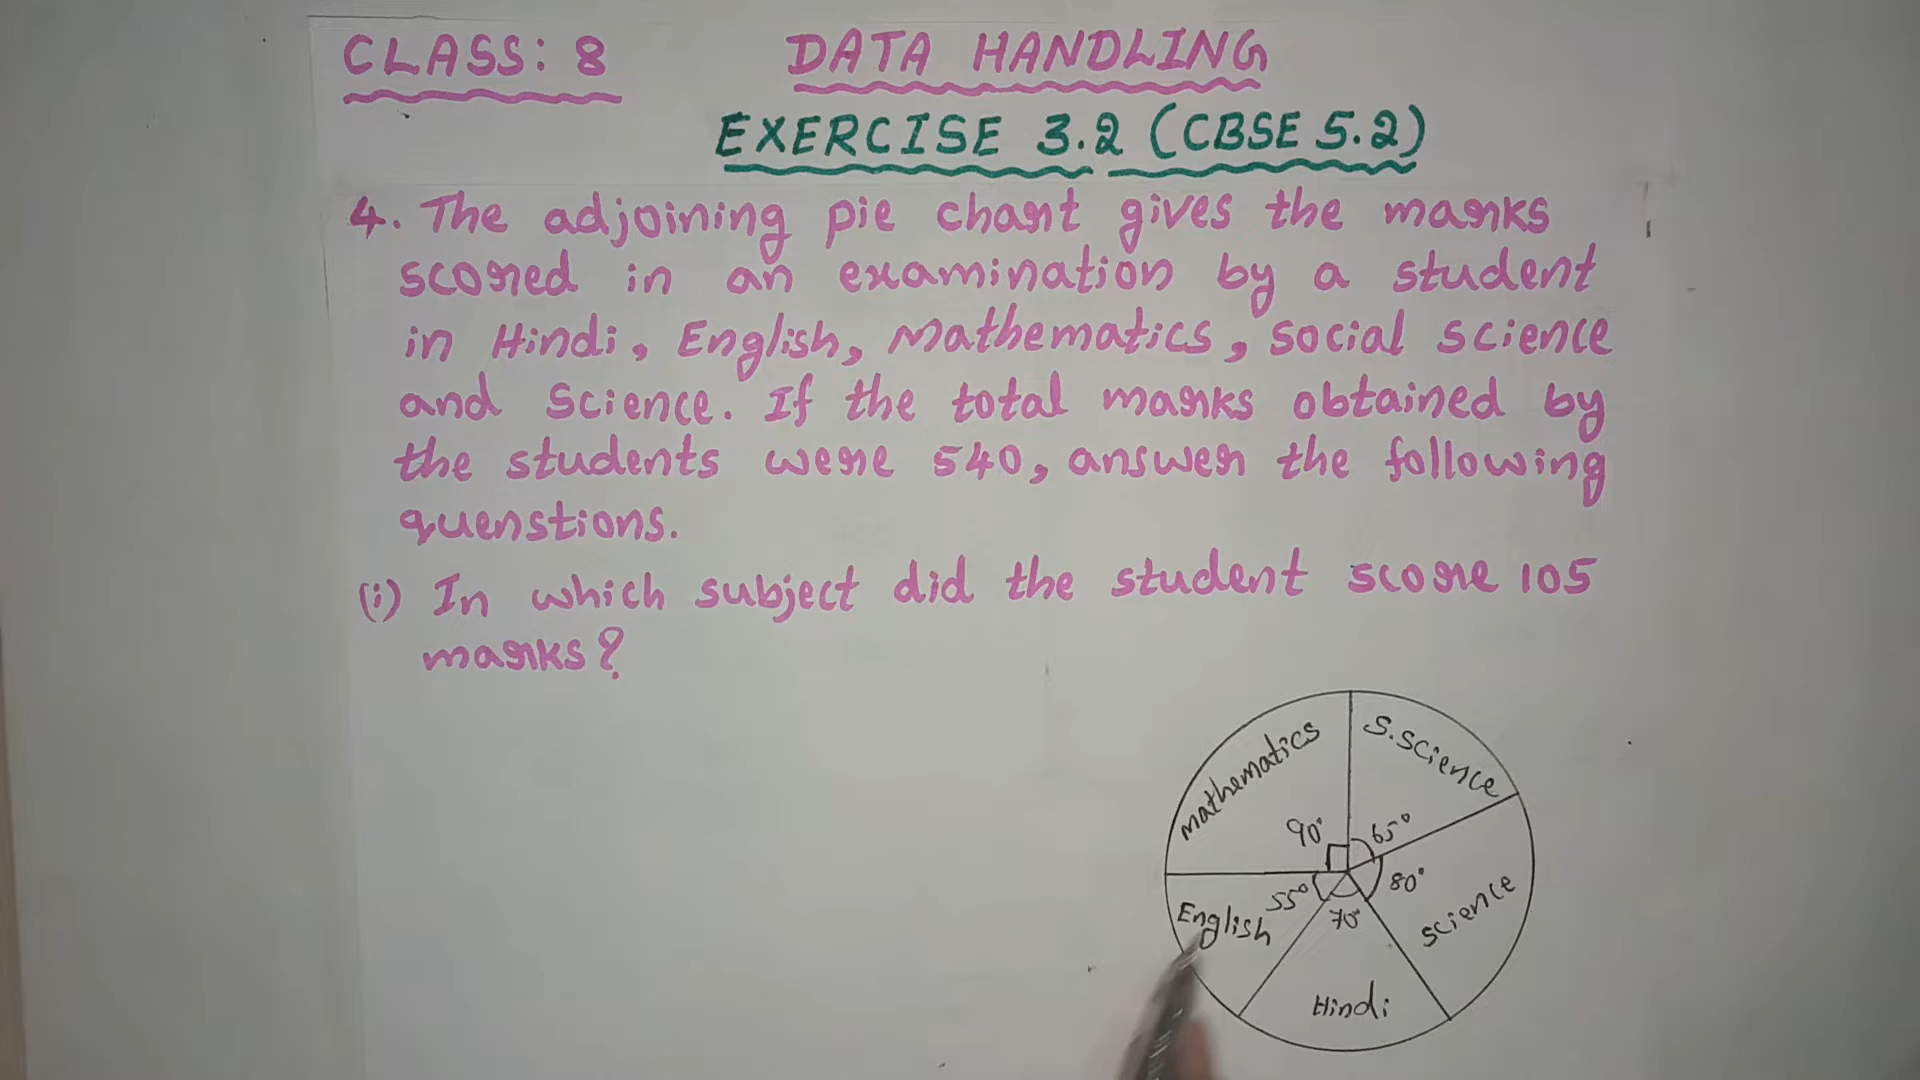 CLASS: 8 DATA HANDLING
EXERCISE 3.2 (CBSE 5.2)
4. The adjoining pie chart gives the marks
scored in an examination by a student
in Hindi, English, Mathematics, social science
and Science. If the total marks obtained by
the students were 540, answer the following
quenstions.
(i) In which subject did the student score 105
marks?
mathematics
S.science
90°
65°
55°
80°
70°
English
science
Hindi